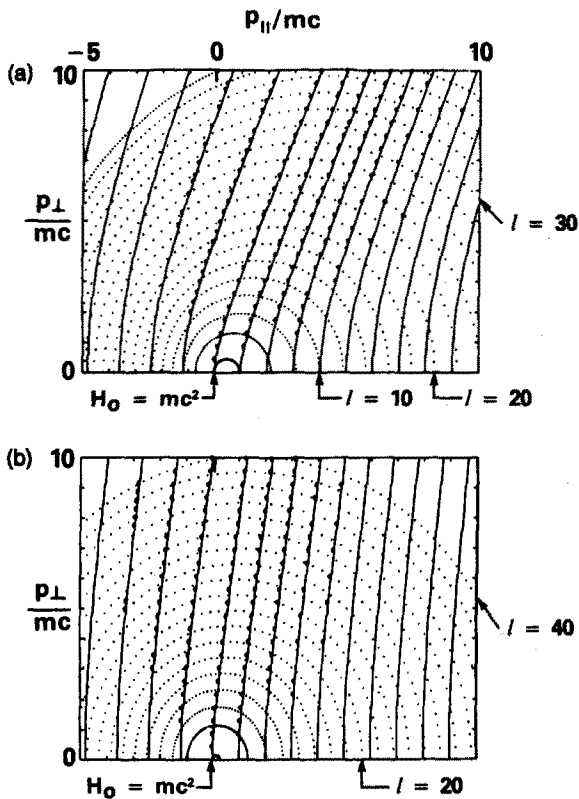 p||/mc
-5 0 10
(a) 10
p⊥/mc
l = 30
0
H₀ = mc² l = 10 l = 20
(b) 10
p⊥/mc
l = 40
0
H₀ = mc² l = 20